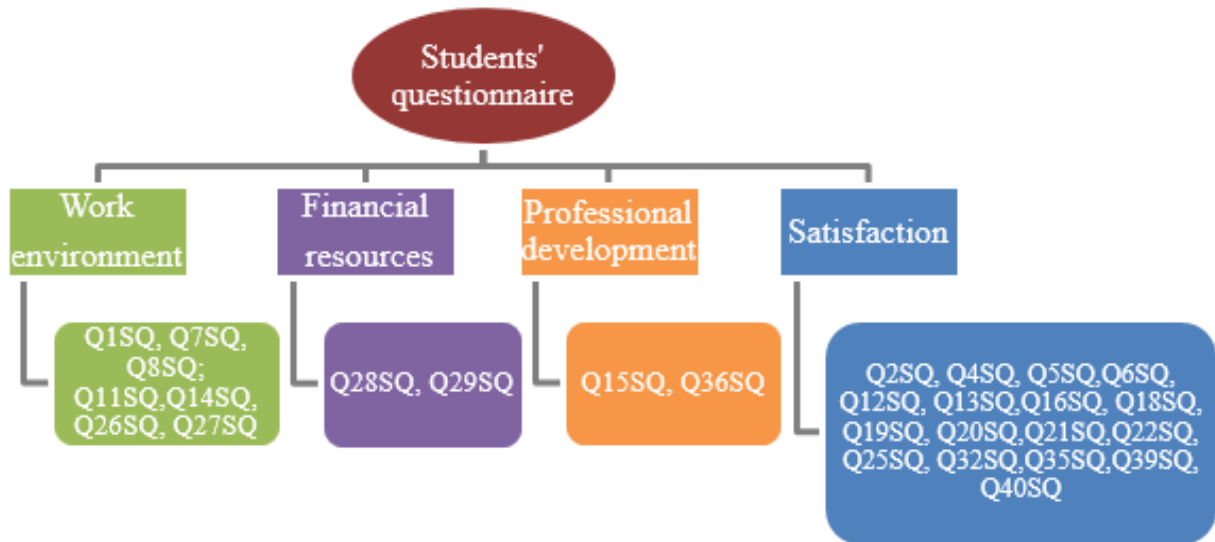 Students'
questionnaire
Work
environment
Financial
resources
Professional
development
Satisfaction
Q1SQ, Q7SQ,
Q8SQ;
Q11SQ,Q14SQ,
Q26SQ, Q27SQ
Q28SQ, Q29SQ
Q15SQ, Q36SQ
Q2SQ, Q4SQ, Q5SQ,Q6SQ,
Q12SQ, Q13SQ,Q16SQ, Q18SQ,
Q19SQ, Q20SQ,Q21SQ,Q22SQ,
Q25SQ, Q32SQ,Q35SQ,Q39SQ,
Q40SQ